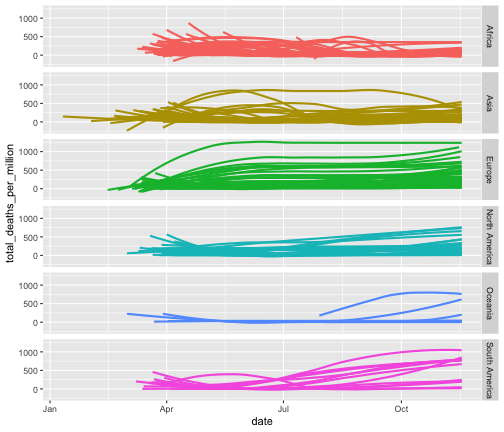 total_deaths_per_million
1000
500
0
Africa
1000
500
0
Asia
1000
500
0
Europe
1000
500
0
North America
1000
500
0
Oceania
1000
500
0
South America
Jan
Apr
Jul
Oct
date